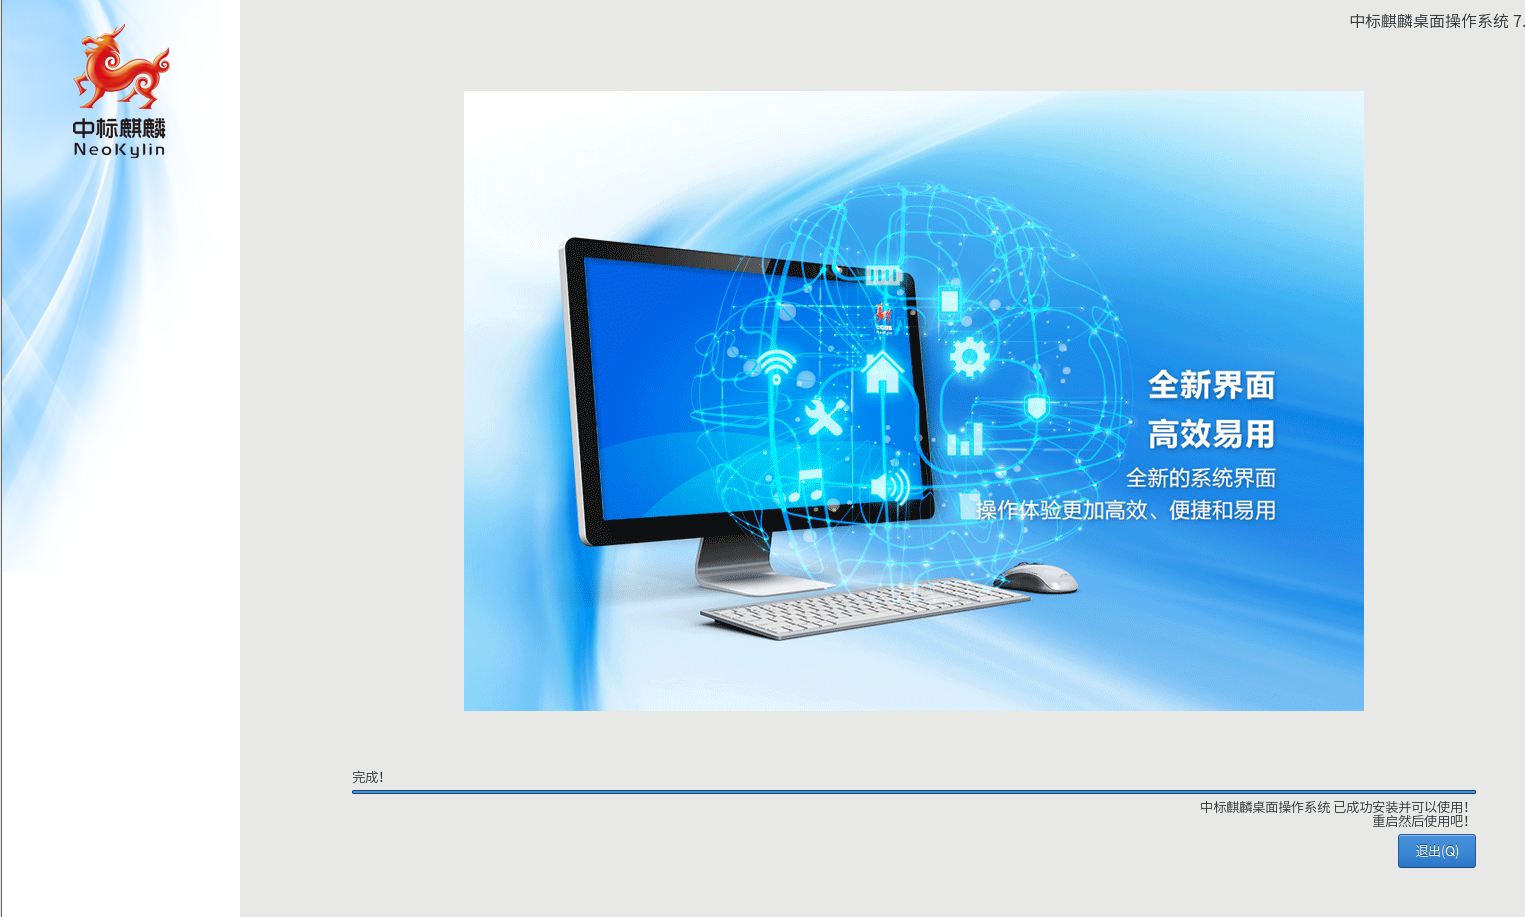 中标麒麟
NeoKylin
中标麒麟桌面操作系统 7.
全新界面
高效易用
全新的系统界面
操作体验更加高效、便捷和易用
完成！
中标麒麟桌面操作系统 已成功安装并可以使用！
重启然后使用吧！
退出(Q)